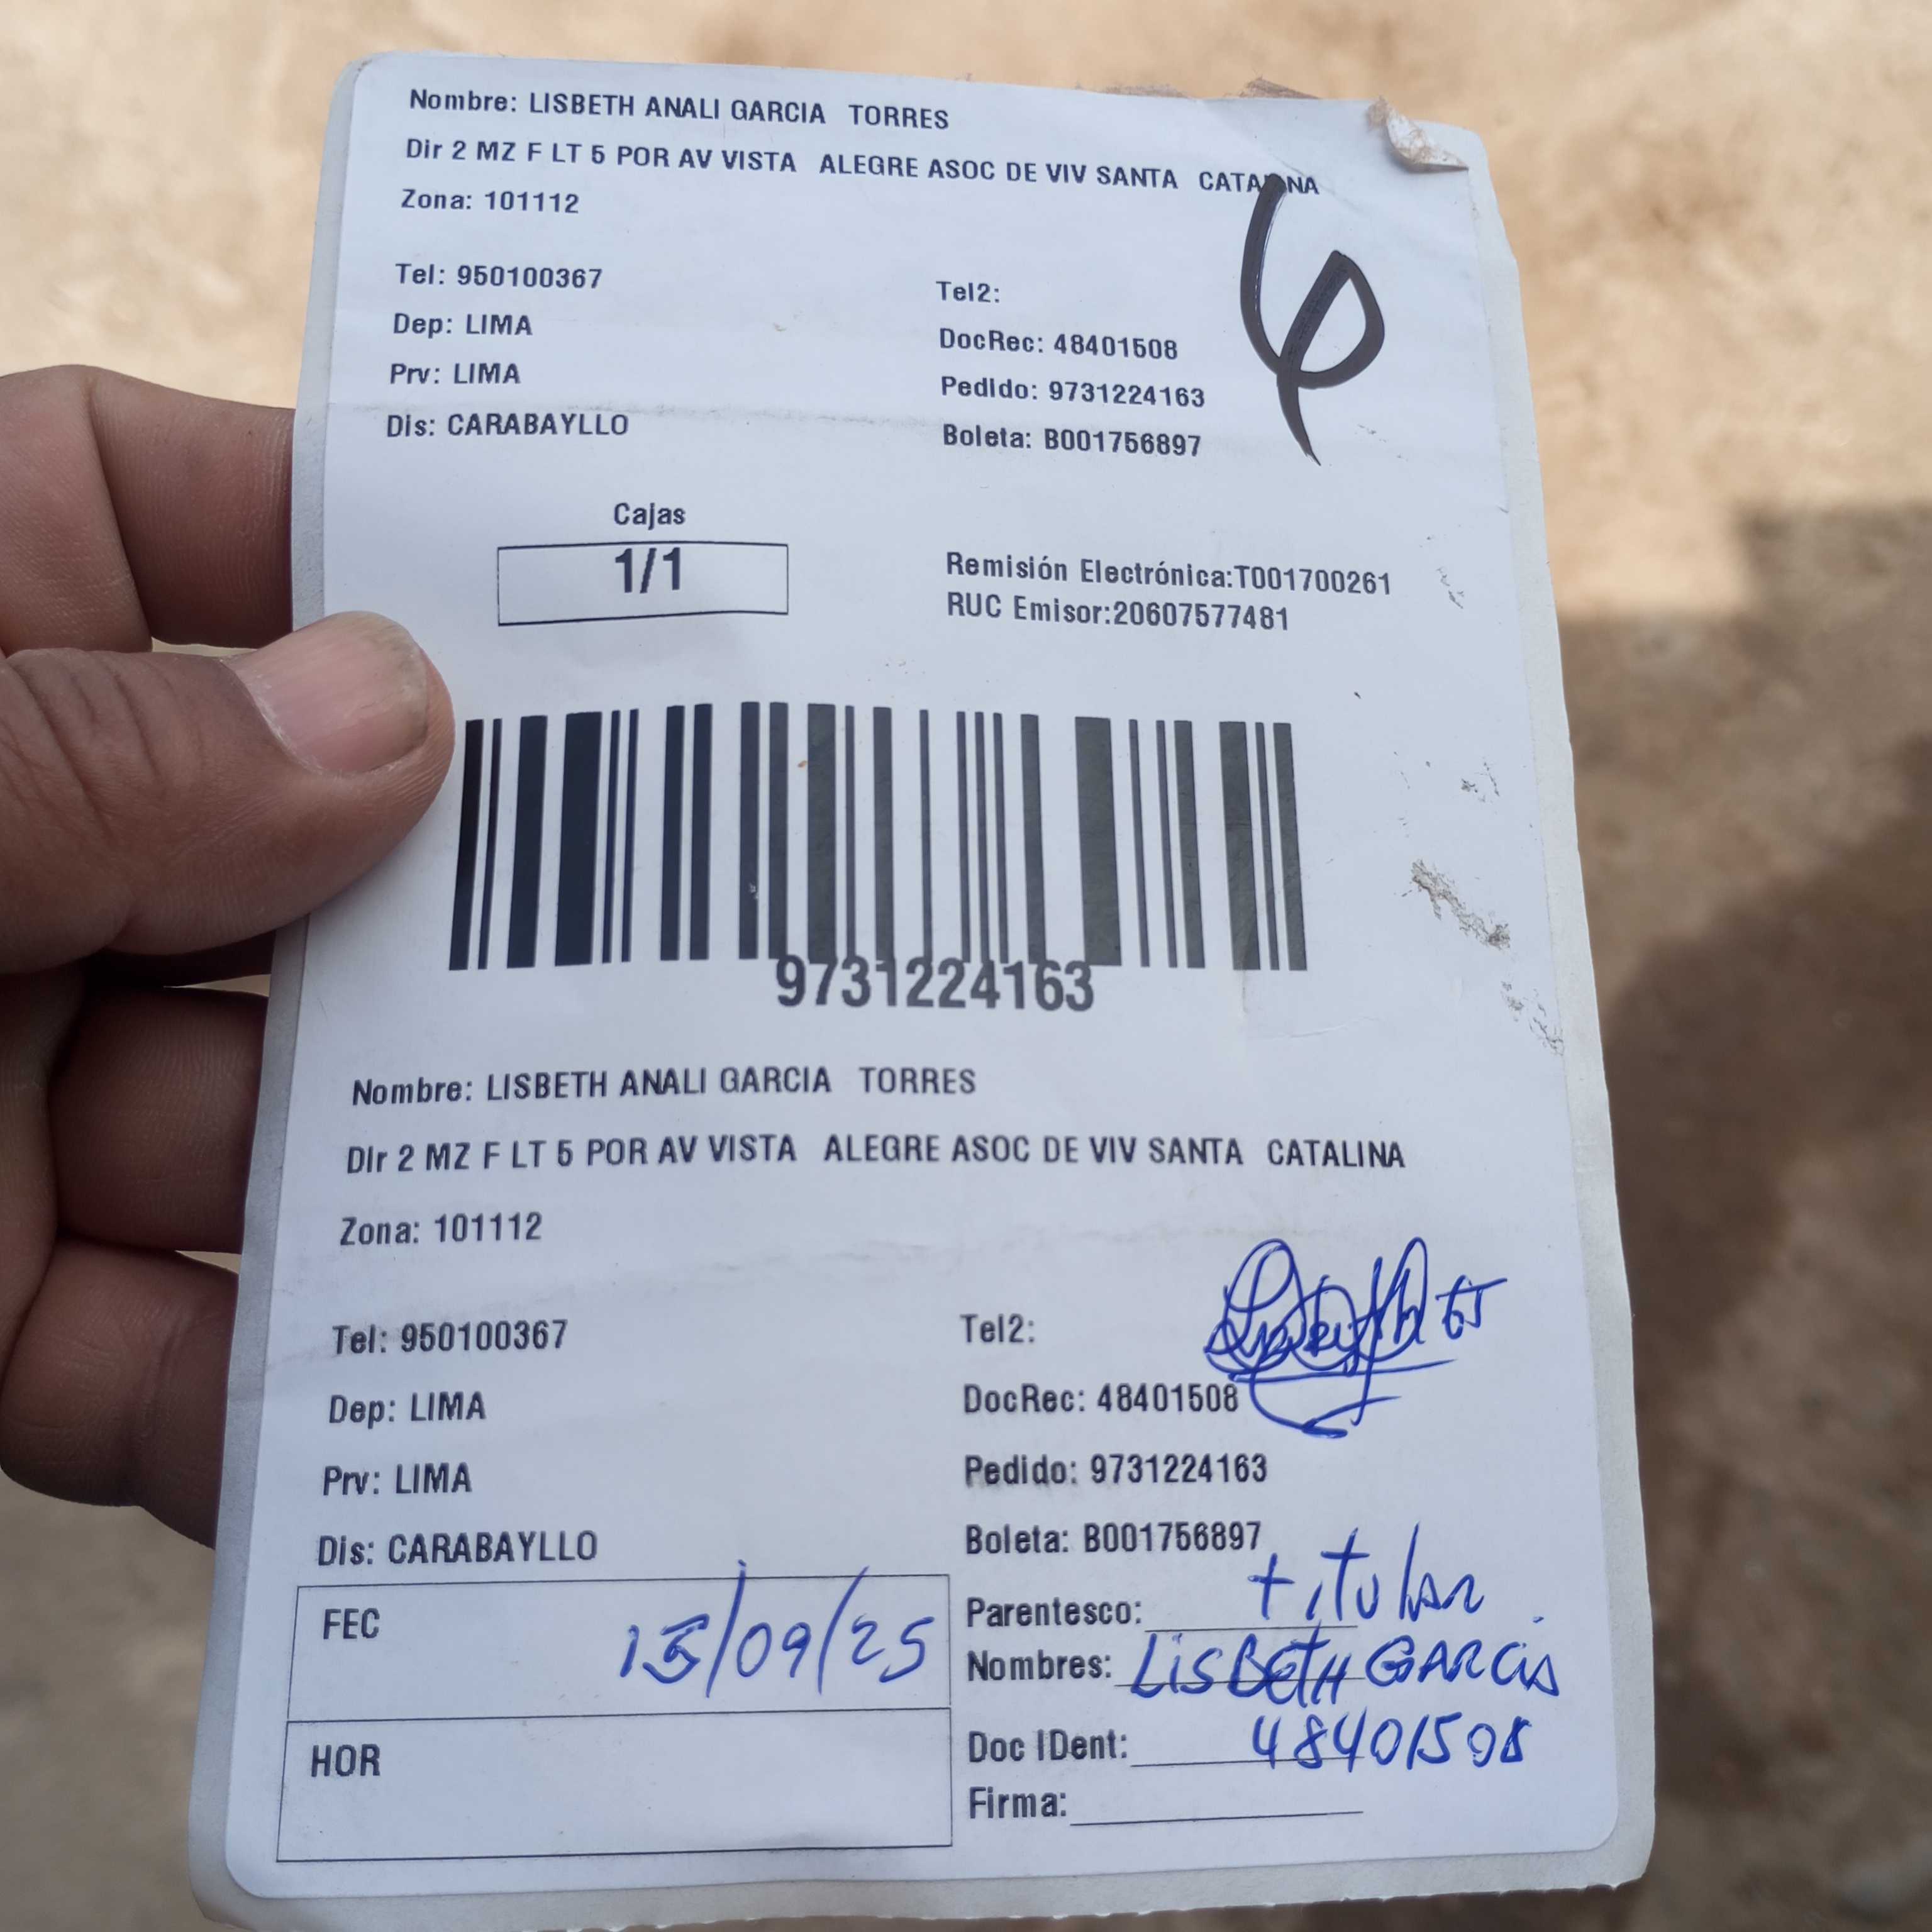 Nombre: LISBETH ANALI GARCIA TORRES
Dir 2 MZ F LT 5 POR AV VISTA ALEGRE ASOC DE VIV SANTA CATALINA
Zona: 101112
Tel: 950100367
Tel2:
Dep: LIMA
DocRec: 48401508
Prv: LIMA
Pedido: 9731224163
Dis: CARABAYLLO
Boleta: B001756897
Cajas
1/1
Remisión Electrónica:T001700261
RUC Emisor:20607577481
9731224163
Nombre: LISBETH ANALI GARCIA TORRES
Dir 2 MZ F LT 5 POR AV VISTA ALEGRE ASOC DE VIV SANTA CATALINA
Zona: 101112
Tel: 950100367
Tel2:
Dep: LIMA
DocRec: 48401508
Prv: LIMA
Pedido: 9731224163
Dis: CARABAYLLO
Boleta: B001756897
FEC 15/09/25
Parentesco: titular
Nombres: LISBETH GARCIA
HOR
Doc IDent: 48401508
Firma: